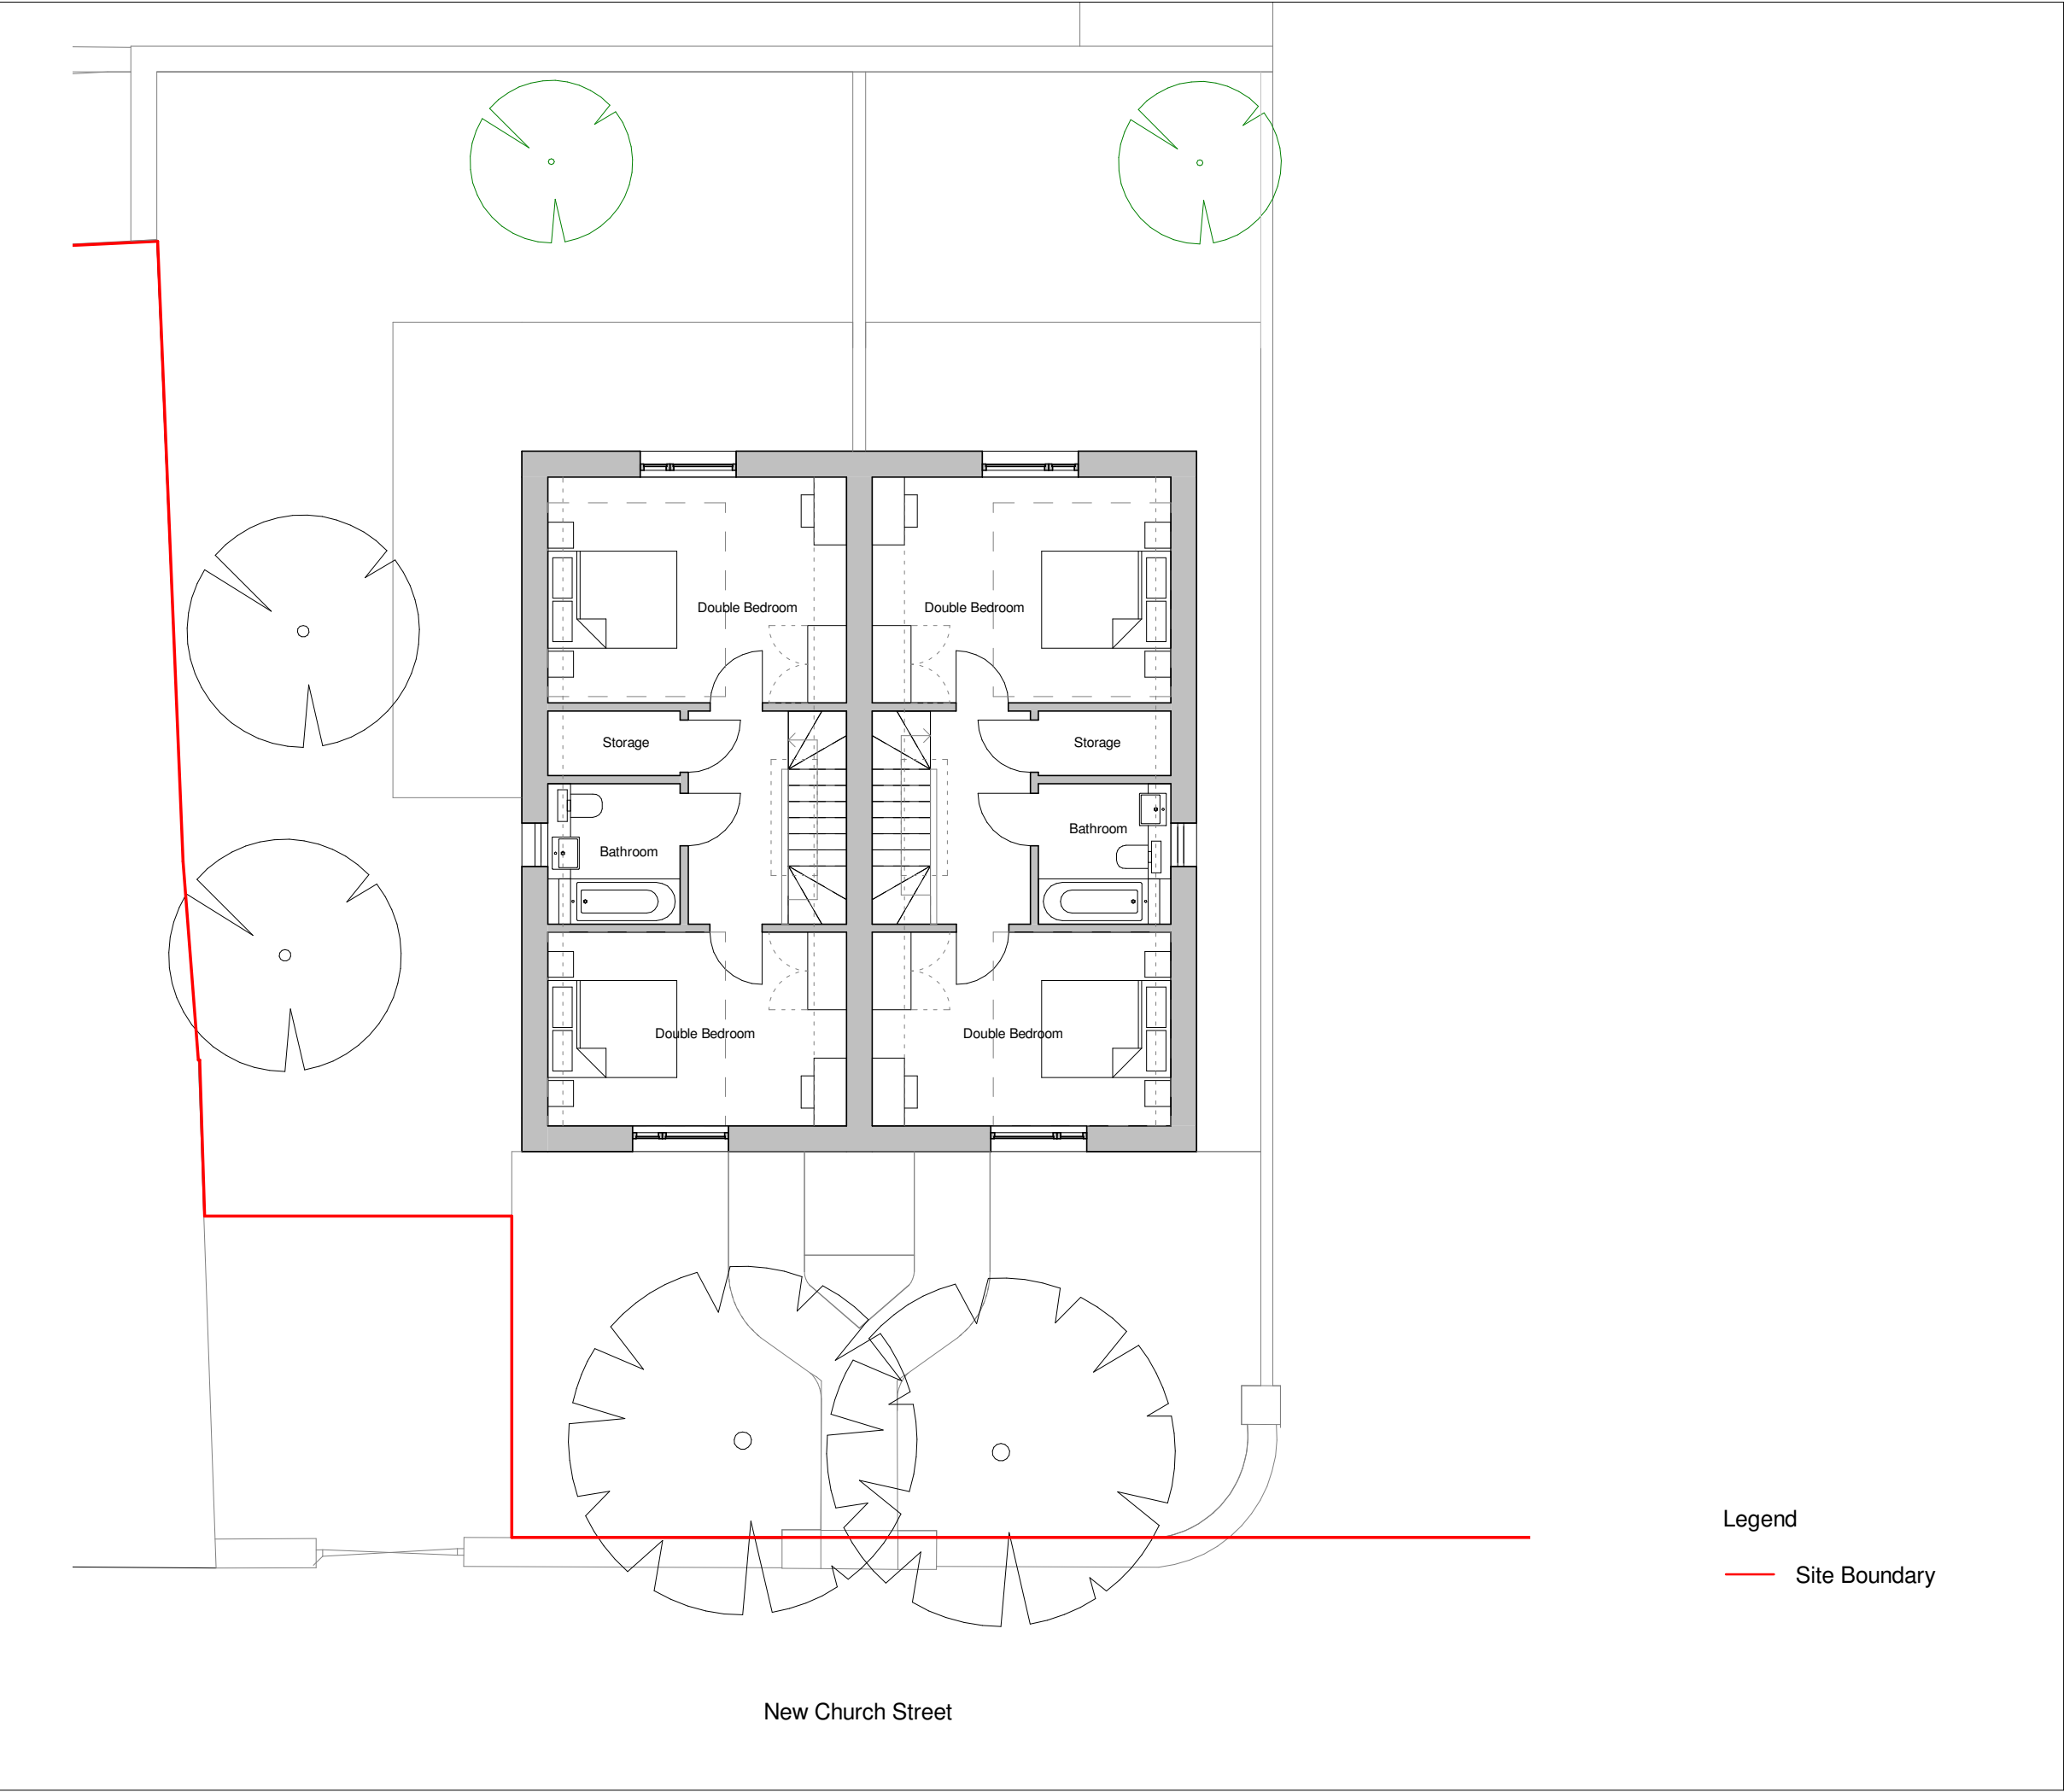 Double Bedroom
Double Bedroom
Storage
Storage
Bathroom
Bathroom
Double Bedroom
Double Bedroom
Legend
Site Boundary
New Church Street